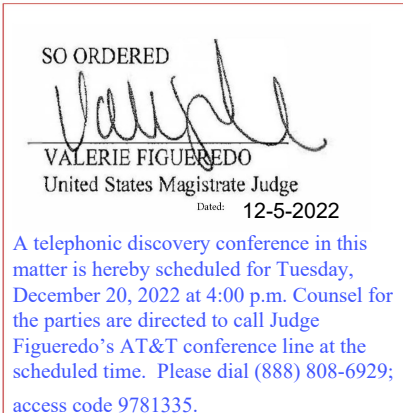 SO ORDERED
VALERIE FIGUEREDO
United States Magistrate Judge
Dated: 12-5-2022
A telephonic discovery conference in this
matter is hereby scheduled for Tuesday,
December 20, 2022 at 4:00 p.m. Counsel for
the parties are directed to call Judge
Figueredo’s AT&T conference line at the
scheduled time. Please dial (888) 808-6929;
access code 9781335.